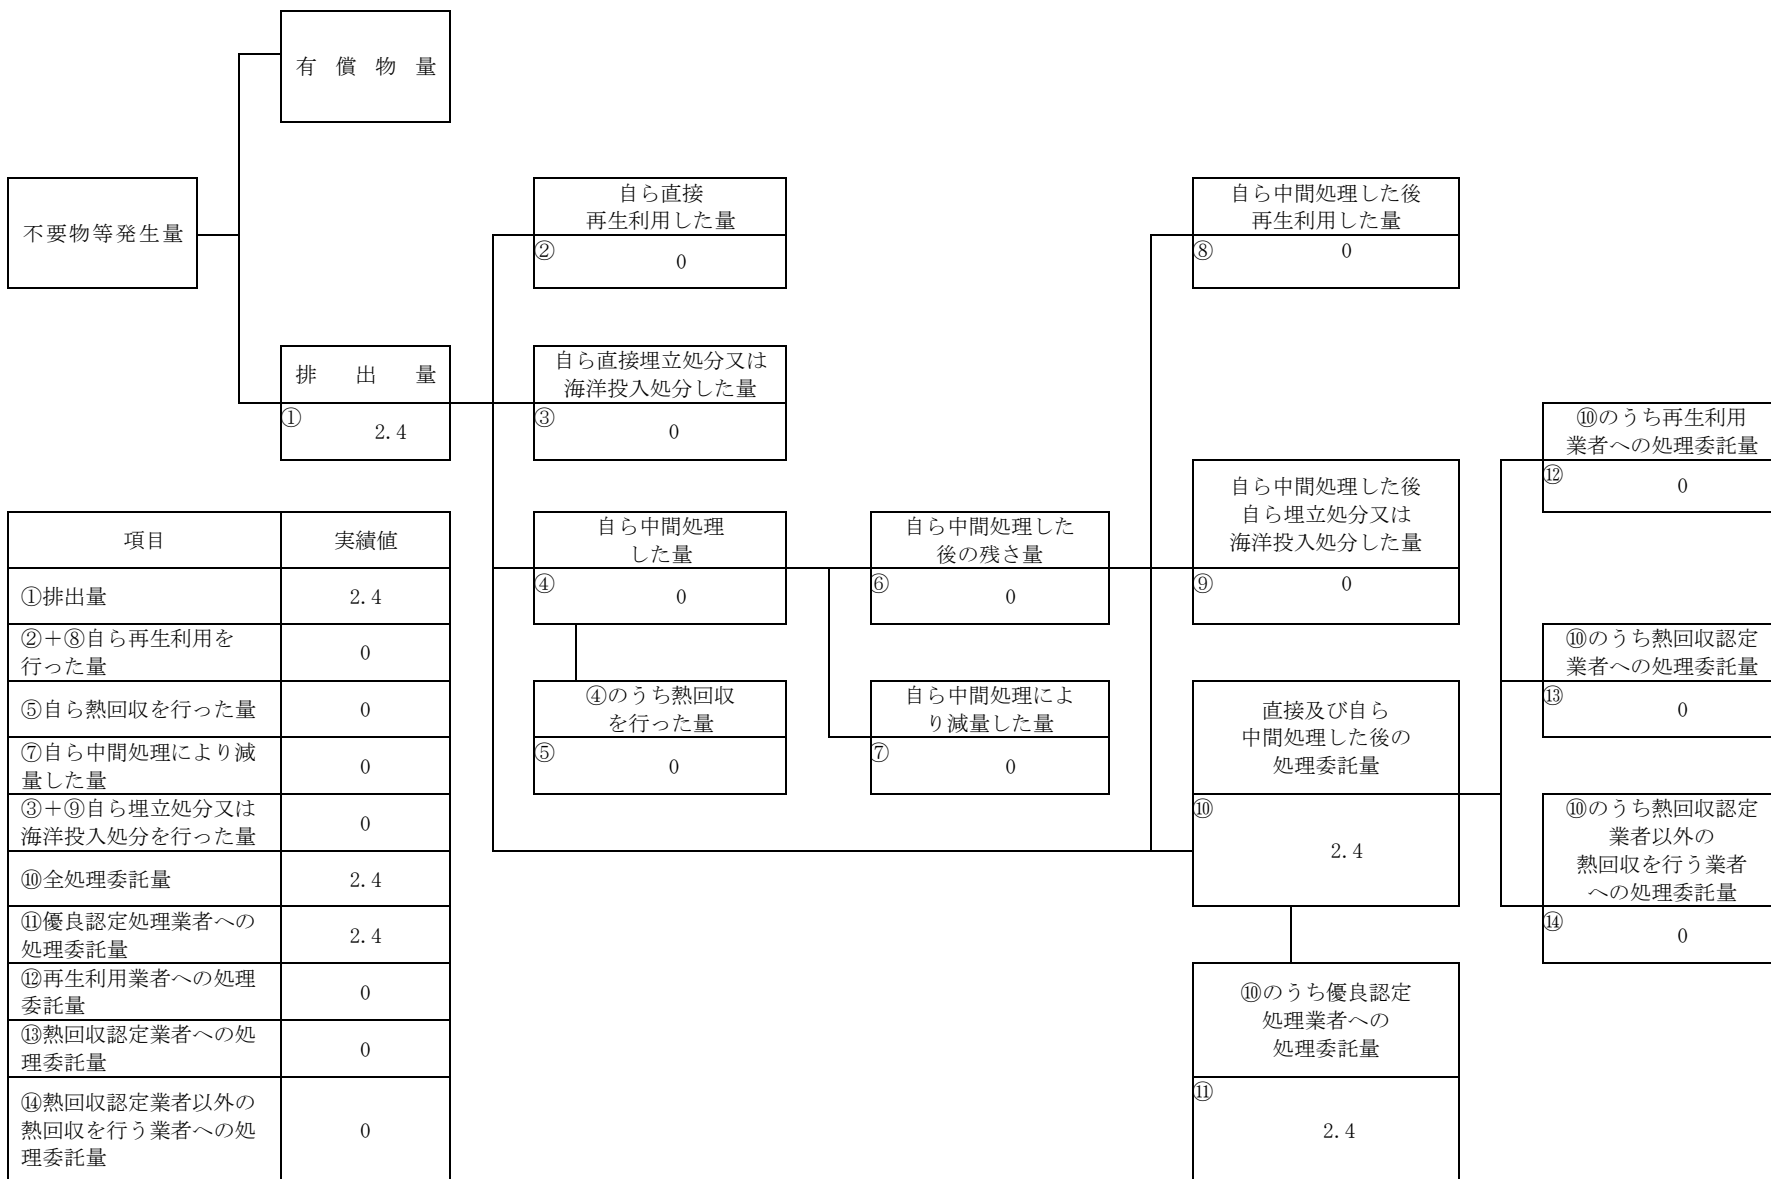 有 償 物 量
不要物等発生量
自ら直接
再生利用した量
②
0
自ら中間処理した後
再生利用した量
⑧
0
排 出 量
①
2.4
自ら直接埋立処分又は
海洋投入処分した量
③
0
⑩のうち再生利用
業者への処理委託量
⑫
0
自ら中間処理した後
自ら埋立処分又は
海洋投入処分した量
⑨
0
自ら中間処理
した量
④
0
自ら中間処理した
後の残さ量
⑥
0
⑩のうち熱回収認定
業者への処理委託量
⑬
0
④のうち熱回収
を行った量
⑤
0
自ら中間処理によ
り減量した量
⑦
0
直接及び自ら
中間処理した後の
処理委託量
⑩
2.4
⑩のうち熱回収認定
業者以外の
熱回収を行う業者
への処理委託量
⑭
0
⑩のうち優良認定
処理業者への
処理委託量
⑪
2.4
項目 実績値
①排出量 2.4
②+⑧自ら再生利用を
行った量
0
⑤自ら熱回収を行った量 0
⑦自ら中間処理により減
量した量
0
③+⑨自ら埋立処分又は
海洋投入処分を行った量
0
⑩全処理委託量 2.4
⑪優良認定処理業者への
処理委託量
2.4
⑫再生利用業者への処理
委託量
0
⑬熱回収認定業者への処
理委託量
0
⑭熱回収認定業者以外の
熱回収を行う業者への処
理委託量
0